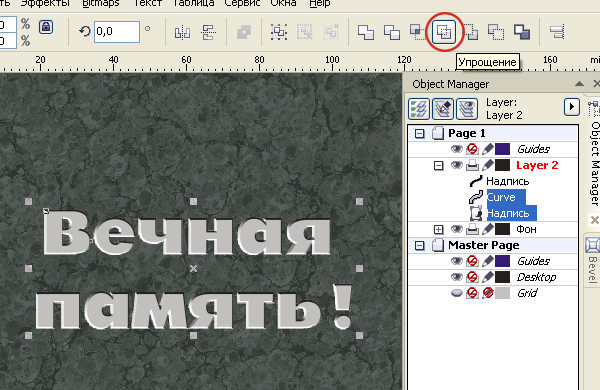 Эффекты Bitmaps Текст Таблица Сервис Окна Help
0 %
0 %
0,0 °
Упрощение
20 40 60 80 100 120 140 160
Object Manager
Layer:
Layer 2
Page 1
Guides
Layer 2
Надпись
Curve
Надпись
Фон
Master Page
Guides
Desktop
Grid
Object Manager
Bevel
Вечная
память!